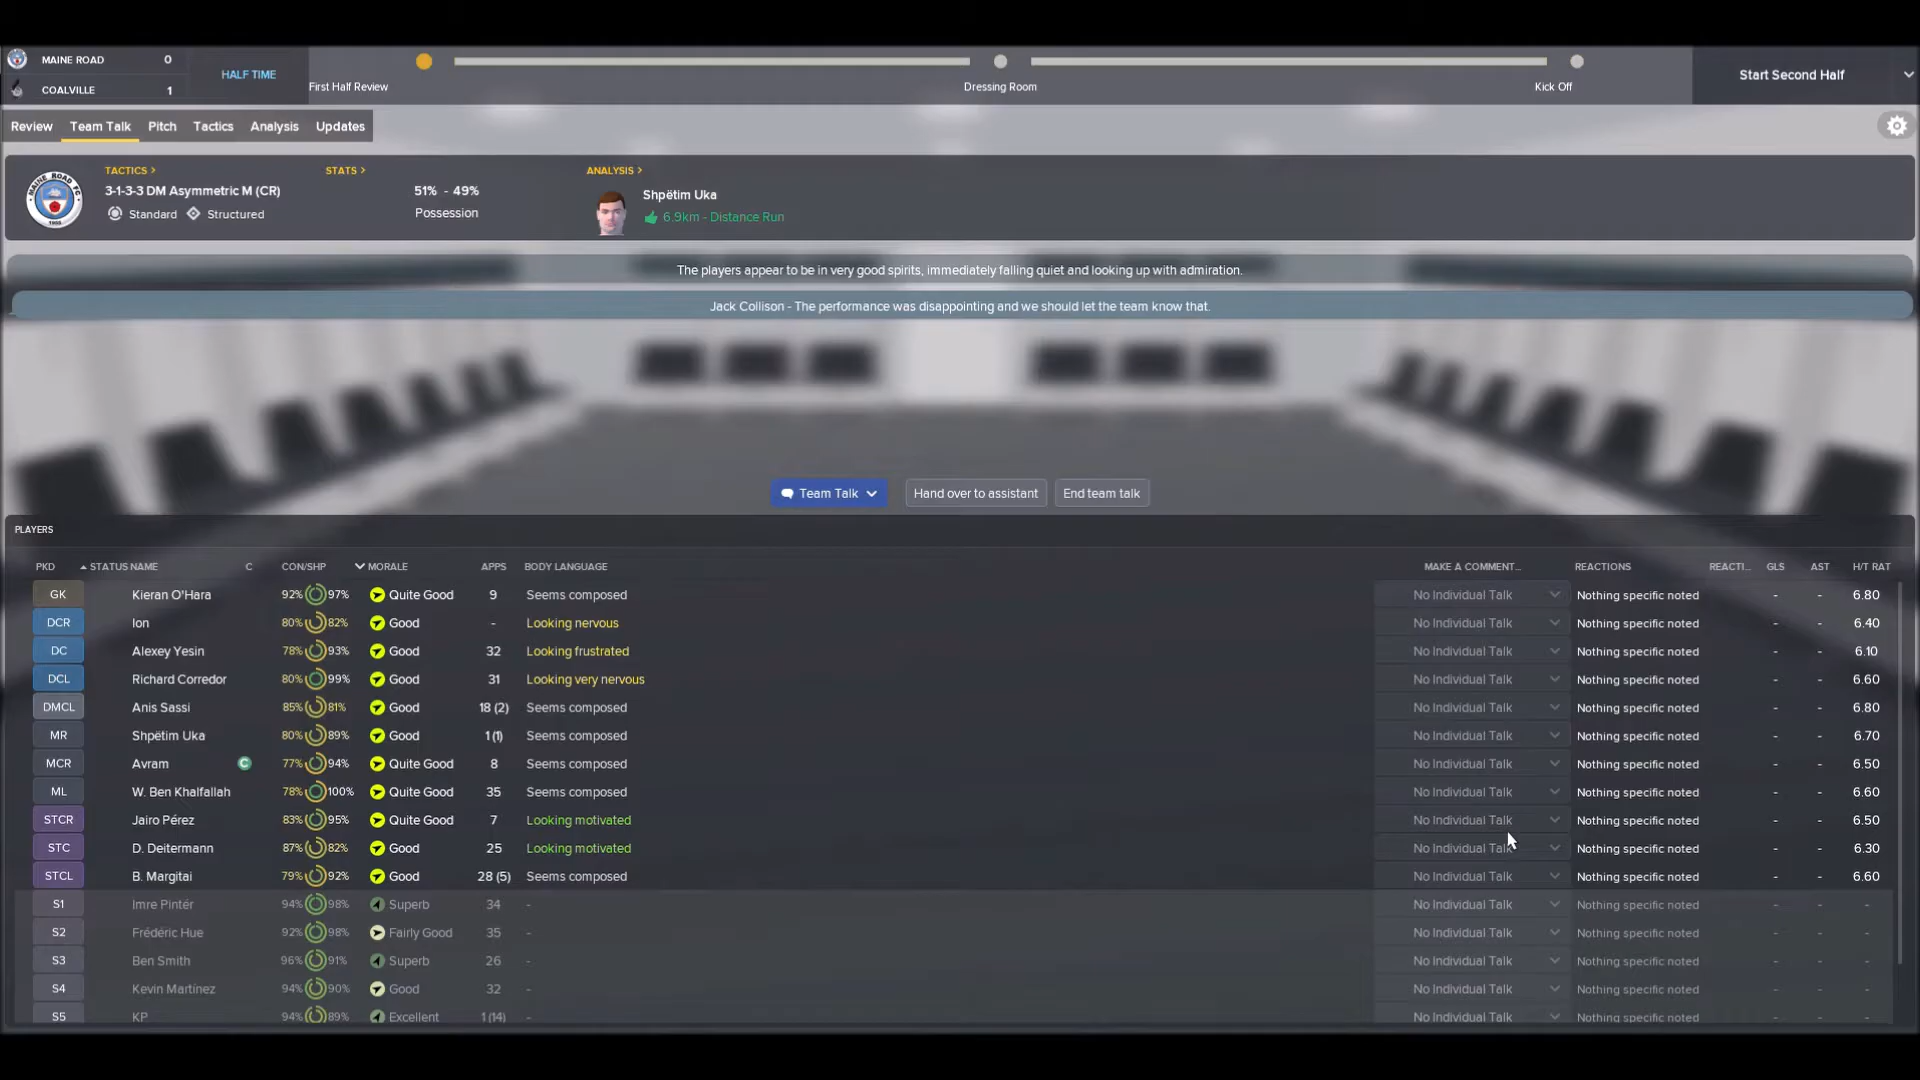 MAINE ROAD 0
COALVILLE 1
HALF TIME
First Half Review
Dressing Room
Kick Off
Start Second Half
Review Team Talk Pitch Tactics Analysis Updates
MAINE ROAD FC
TACTICS >
3-1-3-3 DM Asymmetric M (CR)
Standard Structured
STATS >
51% - 49%
Possession
ANALYSIS >
Shpëtim Uka
6.9km - Distance Run
The players appear to be in very good spirits, immediately falling quiet and looking up with admiration.
Jack Collison - The performance was disappointing and we should let the team know that.
Team Talk Hand over to assistant End team talk
PLAYERS
PKD STATUS NAME C CON/SHP MORALE APPS BODY LANGUAGE MAKE A COMMENT... REACTIONS REACTI... GLS AST H/T RAT
GK Kieran O'Hara 92% 97% Quite Good 9 Seems composed No Individual Talk Nothing specific noted - - 6.80
DCR Ion 80% 82% Good - Looking nervous No Individual Talk Nothing specific noted - - 6.40
DC Alexey Yesin 78% 93% Good 32 Looking frustrated No Individual Talk Nothing specific noted - - 6.10
DCL Richard Corredor 80% 99% Good 31 Looking very nervous No Individual Talk Nothing specific noted - - 6.60
DMCL Anis Sassi 85% 81% Good 18 (2) Seems composed No Individual Talk Nothing specific noted - - 6.80
MR Shpëtim Uka 80% 89% Good 1 (1) Seems composed No Individual Talk Nothing specific noted - - 6.70
MCR Avram C 77% 94% Quite Good 8 Seems composed No Individual Talk Nothing specific noted - - 6.50
ML W. Ben Khalfallah 78% 100% Quite Good 35 Seems composed No Individual Talk Nothing specific noted - - 6.60
STCR Jairo Pérez 83% 95% Quite Good 7 Looking motivated No Individual Talk Nothing specific noted - - 6.50
STC D. Deitermann 87% 82% Good 25 Looking motivated No Individual Talk Nothing specific noted - - 6.30
STCL B. Margitai 79% 92% Good 28 (5) Seems composed No Individual Talk Nothing specific noted - - 6.60
S1 Imre Pintér 94% 98% Superb 34 - No Individual Talk Nothing specific noted - - -
S2 Frédéric Hue 92% 98% Fairly Good 35 - No Individual Talk Nothing specific noted - - -
S3 Ben Smith 96% 91% Superb 26 - No Individual Talk Nothing specific noted - - -
S4 Kevin Martínez 94% 90% Good 32 - No Individual Talk Nothing specific noted - - -
S5 KP 94% 89% Excellent 1 (14) - No Individual Talk Nothing specific noted - - -